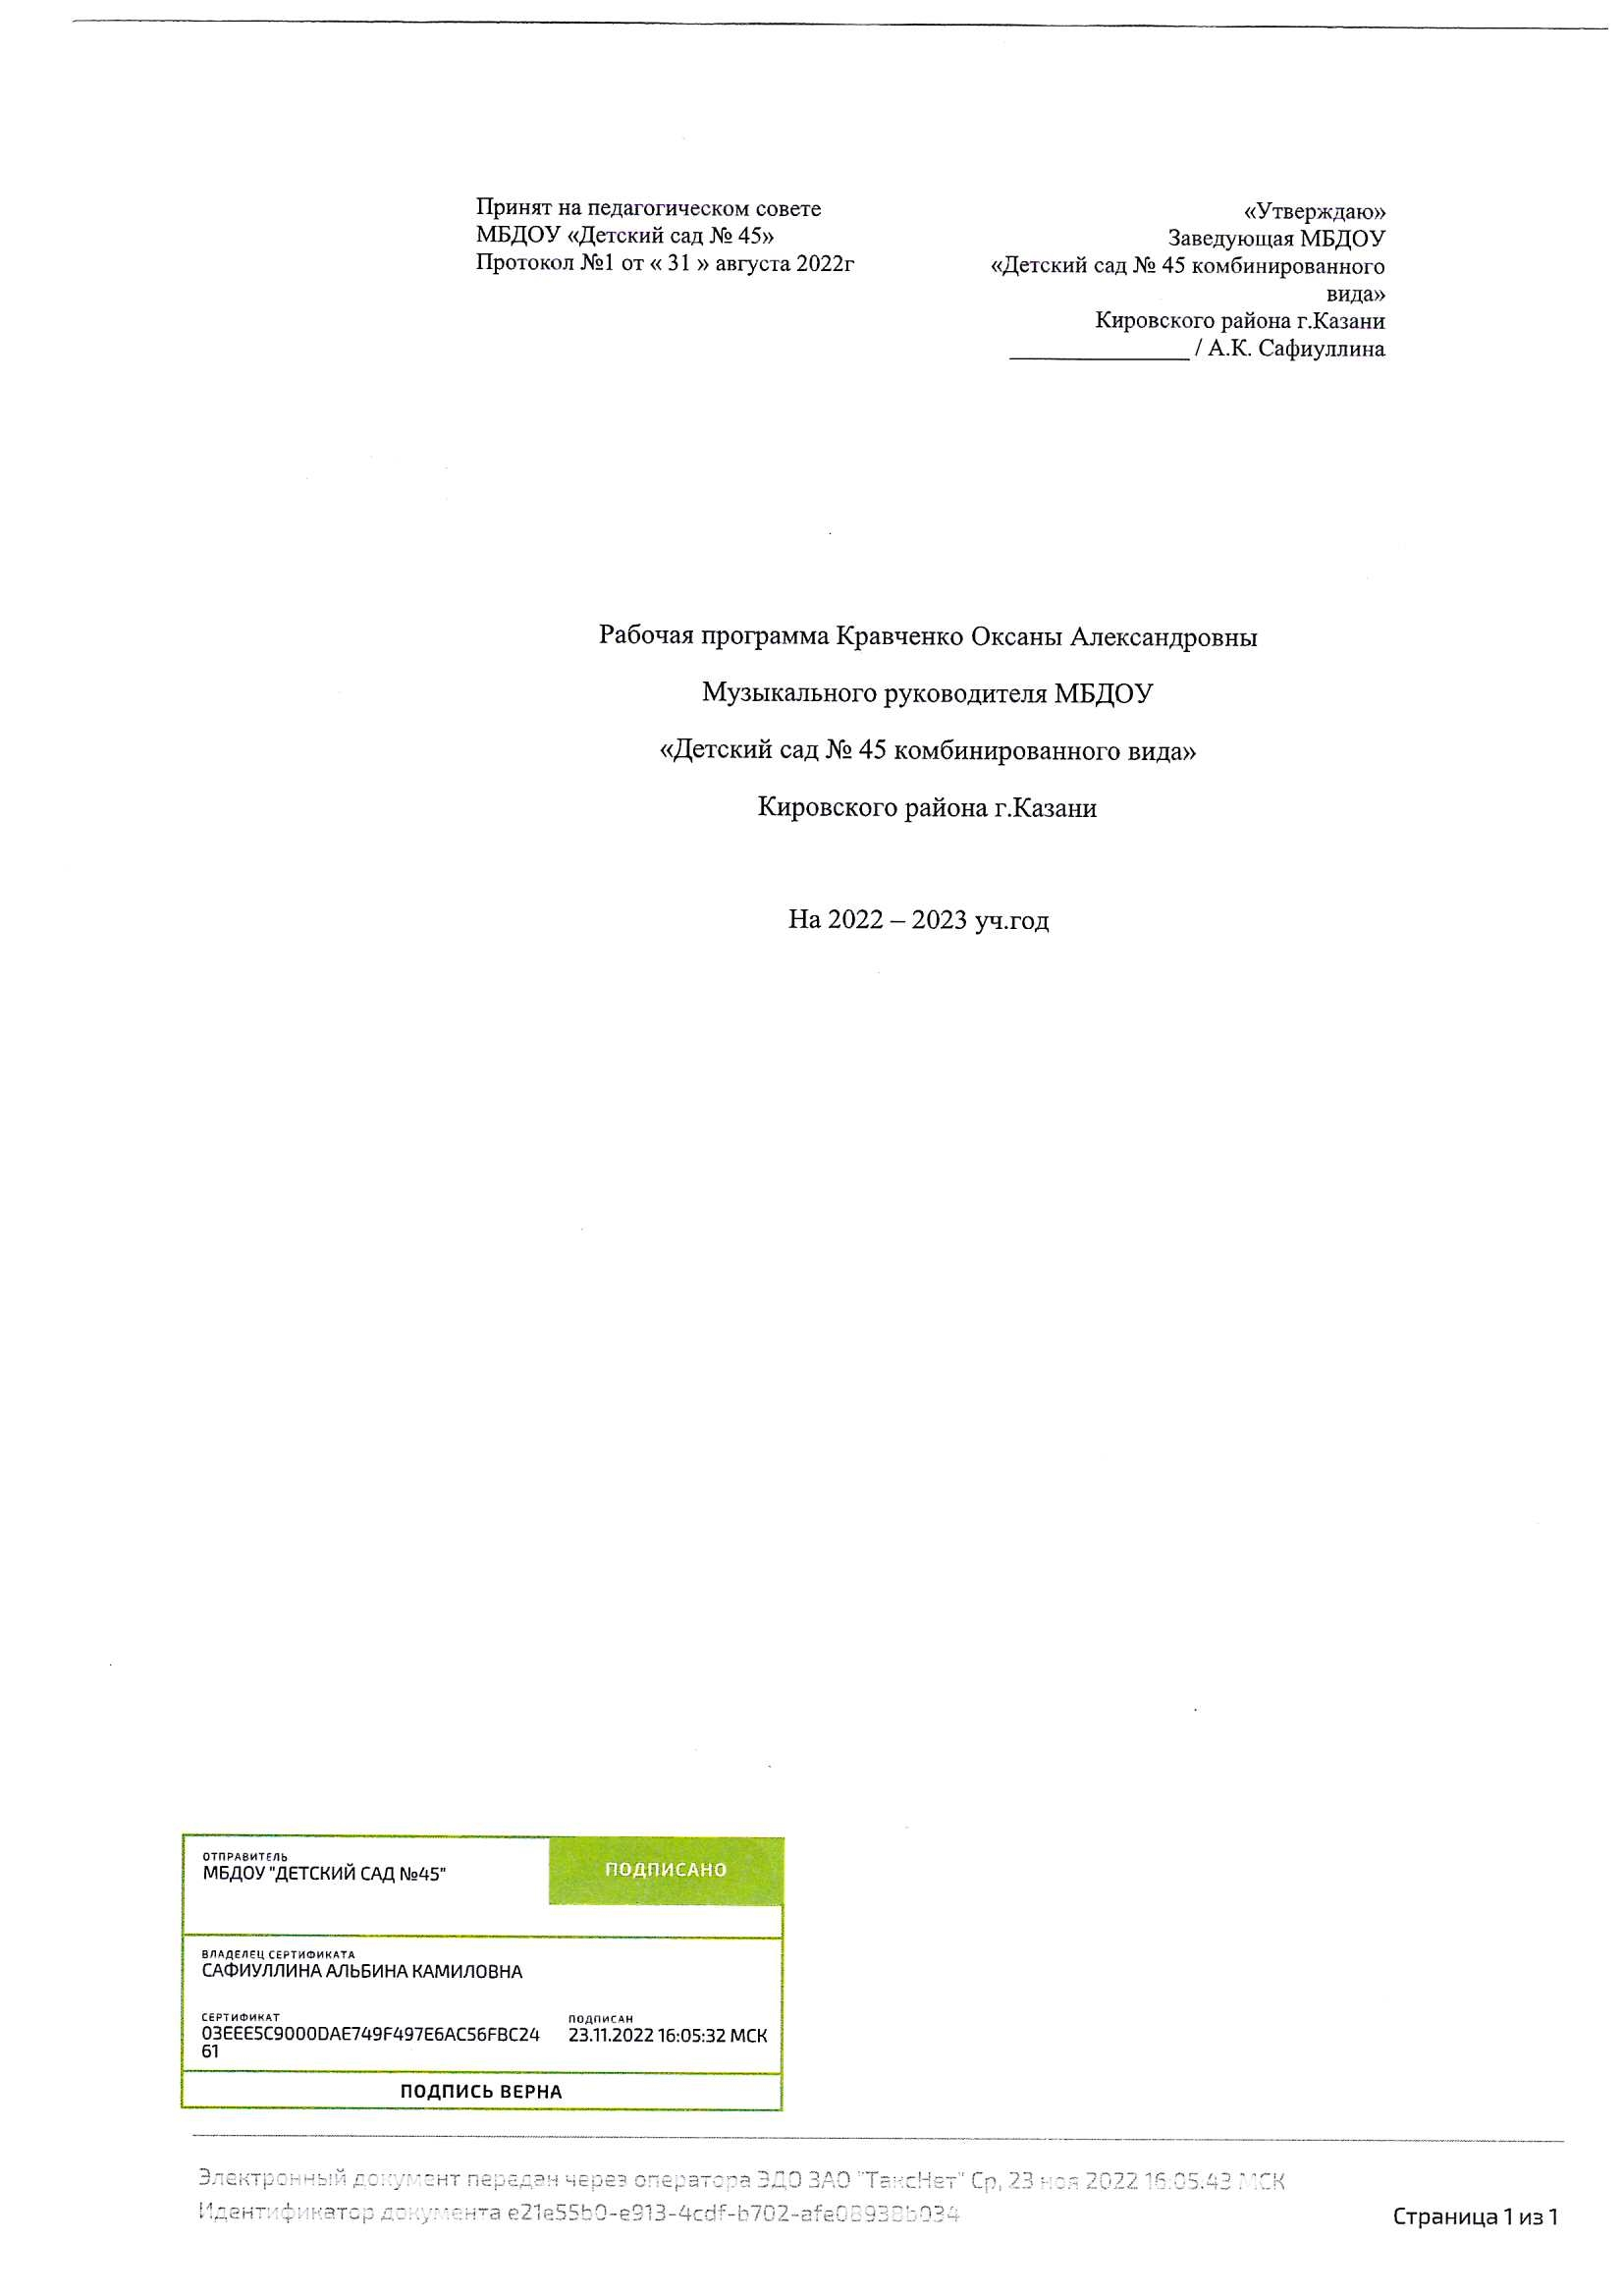 Принят на педагогическом совете
МБДОУ «Детский сад № 45»
Протокол №1 от « 31 » августа 2022г
«Утверждаю»
Заведующая МБДОУ
«Детский сад № 45 комбинированного
вида»
Кировского района г.Казани
_______________ / А.К. Сафиуллина
Рабочая программа Кравченко Оксаны Александровны
Музыкального руководителя МБДОУ
«Детский сад № 45 комбинированного вида»
Кировского района г.Казани
На 2022 – 2023 уч.год
ОТПРАВИТЕЛЬ
МБДОУ "ДЕТСКИЙ САД №45"
ПОДПИСАНО
ВЛАДЕЛЕЦ СЕРТИФИКАТА
САФИУЛЛИНА АЛЬБИНА КАМИЛОВНА
СЕРТИФИКАТ
03EEE5C9000DAE749F497E6AC56FBC24
61
ПОДПИСАН
23.11.2022 16:05:32 МСК
ПОДПИСЬ ВЕРНА
Электронный документ передан через оператора ЭДО ЗАО "ТаксНет" Ср, 23 ноя 2022 16:05:43 МСК
Идентификатор документа e21e55b0-e913-4cdf-b702-afe08938b034
Страница 1 из 1